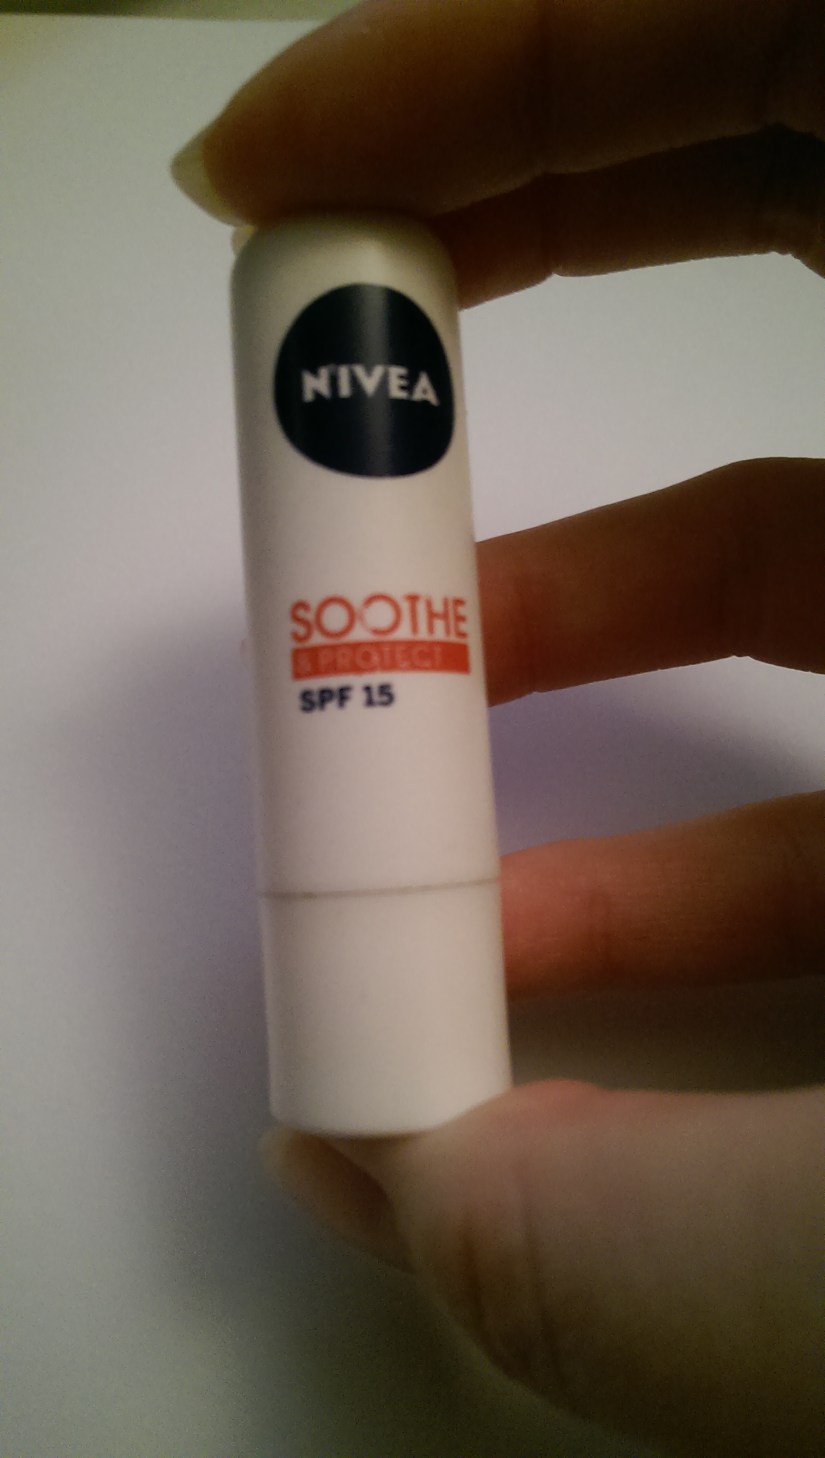 NIVEA
SOOTHE
& PROTECT
SPF 15